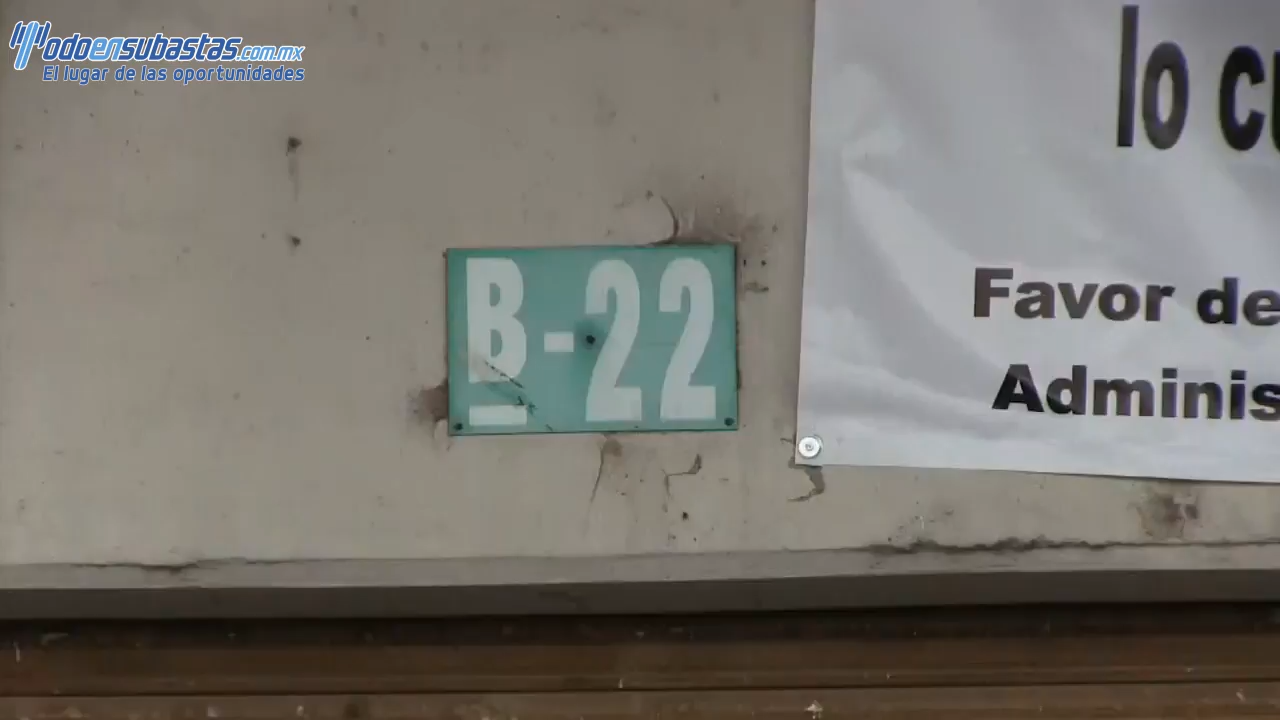 Todoensubastas.com.mx
El lugar de las oportunidades
B-22
lo
Favor de
Adminis